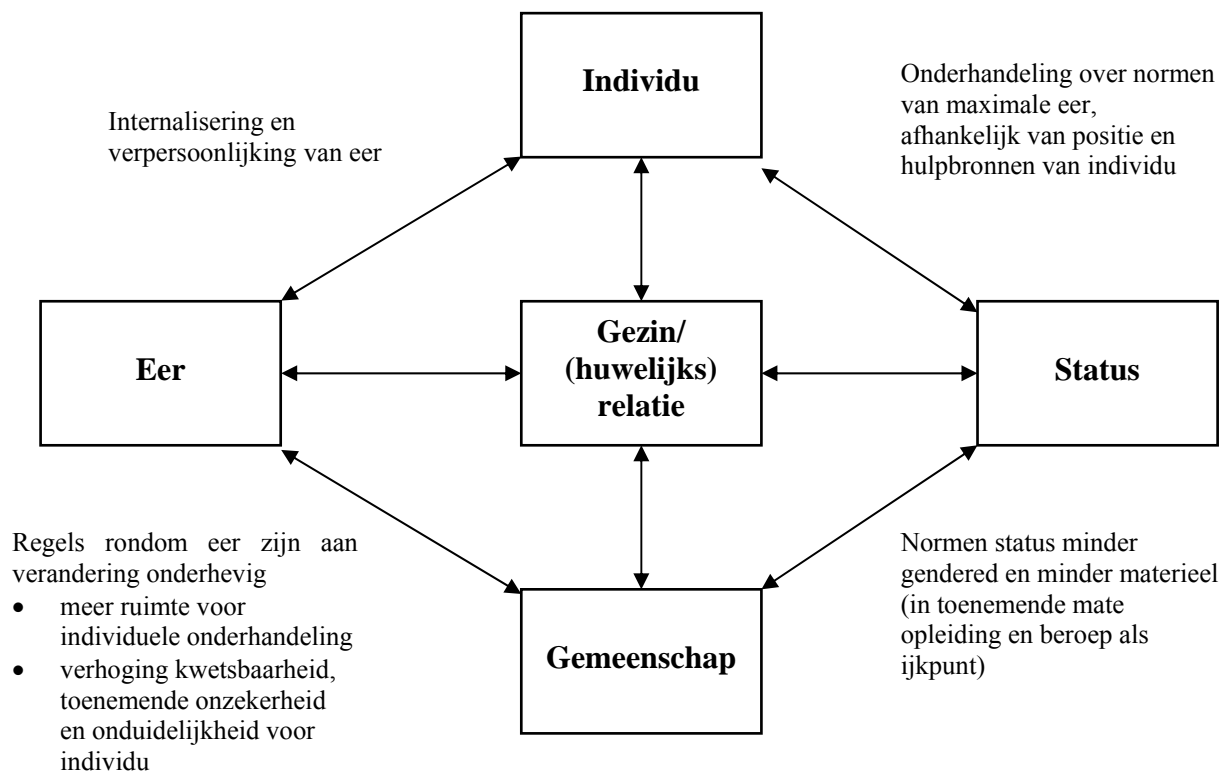 Individu
Onderhandeling over normen
van maximale eer,
afhankelijk van positie en
hulpbronnen van individu
Internalisering en
verpersoonlijking van eer
Eer
Gezin/
(huwelijks)
relatie
Status
Regels rondom eer zijn aan
verandering onderhevig
• meer ruimte voor
individuele onderhandeling
• verhoging kwetsbaarheid,
toenemende onzekerheid
en onduidelijkheid voor
individu
Gemeenschap
Normen status minder
gendered en minder materieel
(in toenemende mate
opleiding en beroep als
ijkpunt)